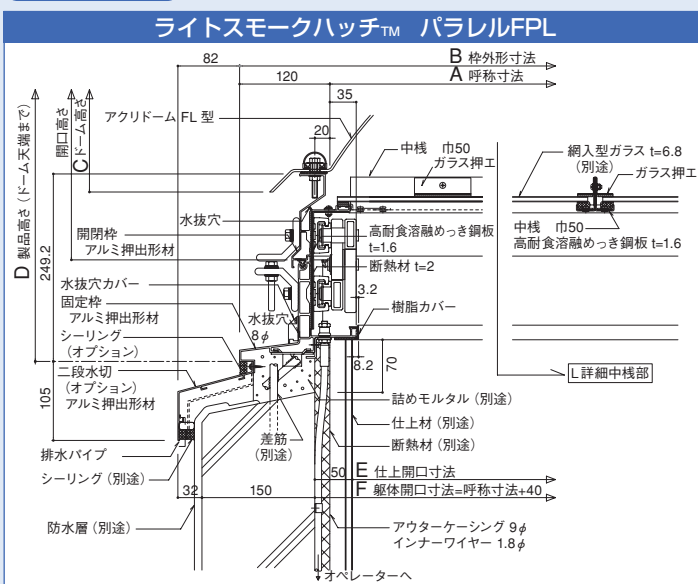 ライトスモークハッチ™ パラレルFPL
82
B 枠外形寸法
120
A 呼称寸法
35
アクリドーム FL 型
20
中桟 巾50
ガラス押エ
網入型ガラス t=6.8
(別途)
ガラス押エ
D 製品高さ(ドーム天端まで)
開口高さ
C ドーム高さ
水抜穴
開閉枠
アルミ押出形材
高耐食溶融めっき鋼板
t=1.6
中桟 巾50
高耐食溶融めっき鋼板 t=1.6
断熱材 t=2
249.2
水抜穴カバー
3.2
固定枠
アルミ押出形材
水抜穴
8φ
樹脂カバー
シーリング
(オプション)
8.2
70
二段水切
(オプション)
アルミ押出形材
L詳細中桟部
105
詰めモルタル(別途)
仕上材(別途)
差筋
(別途)
断熱材(別途)
排水パイプ
シーリング(別途)
50
E 仕上開口寸法
32
150
F 躯体開口寸法=呼称寸法+40
防水層(別途)
アウターケーシング 9φ
インナーワイヤー 1.8φ
オペレーターへ